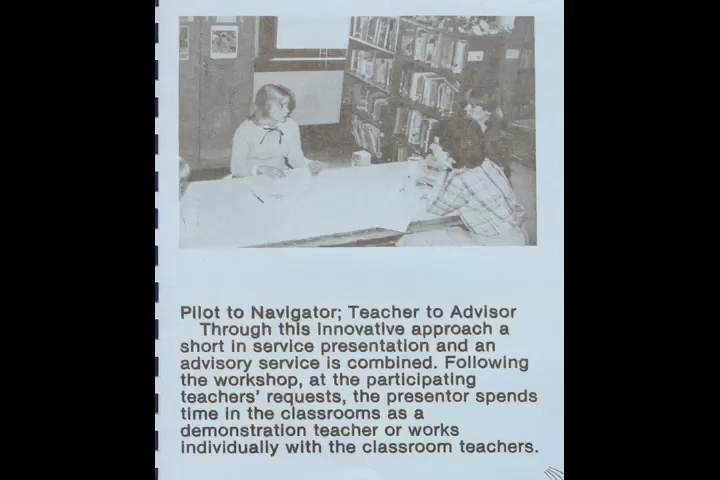 Pilot to Navigator; Teacher to Advisor
Through this innovative approach a
short in service presentation and an
advisory service is combined. Following
the workshop, at the participating
teachers' requests, the presentor spends
time in the classrooms as a
demonstration teacher or works
individually with the classroom teachers.